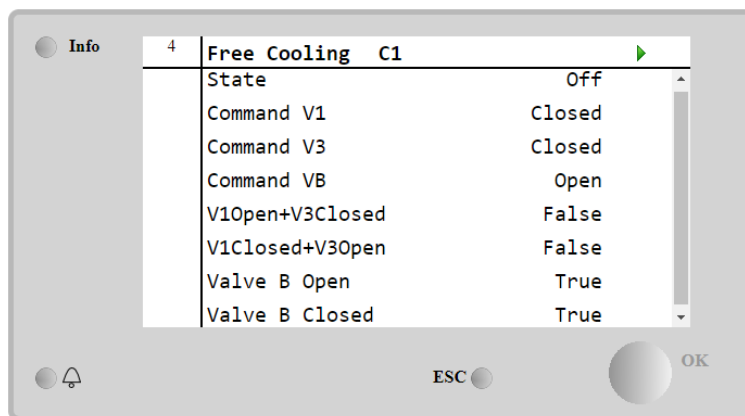 Info
4 Free Cooling C1
State Off
Command V1 Closed
Command V3 Closed
Command VB Open
V1Open+V3Closed False
V1Closed+V3Open False
Valve B Open True
Valve B Closed True
ESC
OK